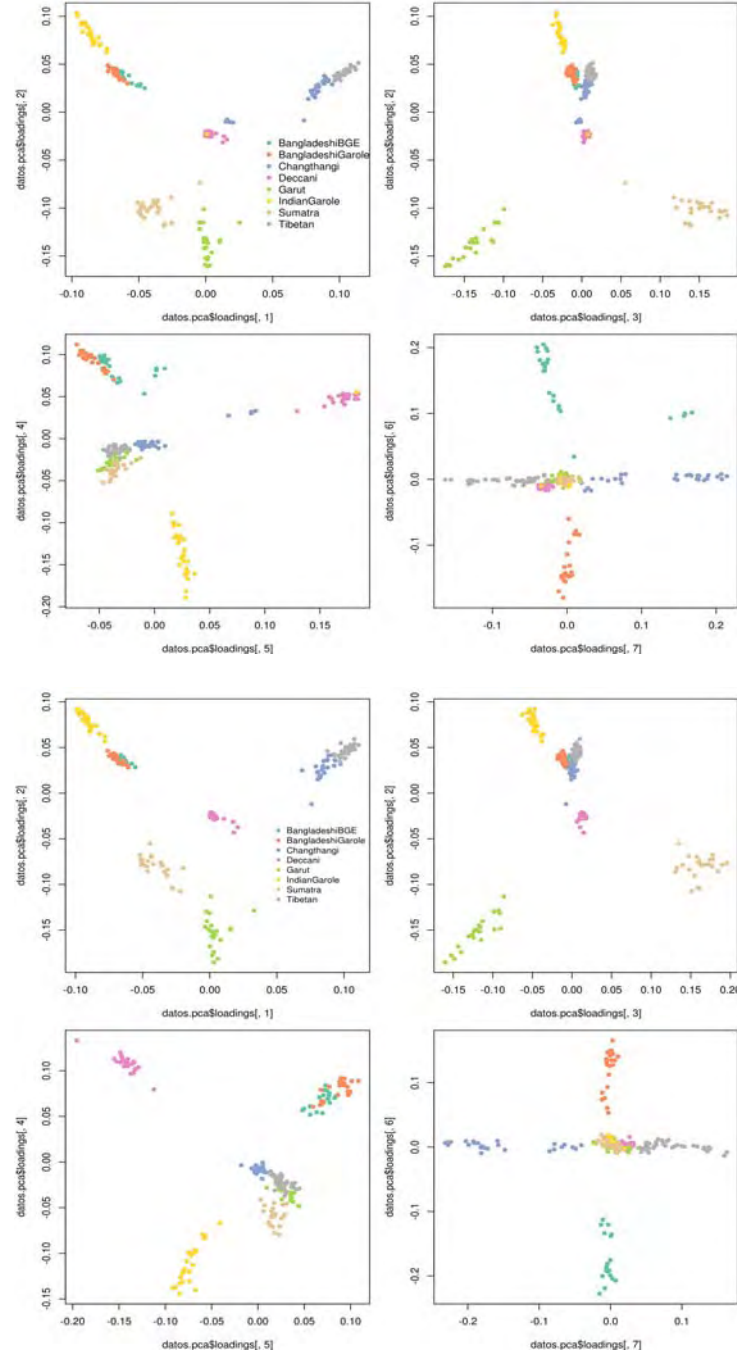 datos.pca$loadings[, 2]
0.10
0.05
0.00
-0.05
-0.10
-0.15
BangladeshiBGE
BangladeshiGarole
Changthangi
Deccani
Garut
IndianGarole
Sumatra
Tibetan
-0.10 -0.05 0.00 0.05 0.10
datos.pca$loadings[, 1]
datos.pca$loadings[, 2]
0.10
0.05
0.00
-0.05
-0.10
-0.15
-0.15 -0.10 -0.05 0.00 0.05 0.10 0.15
datos.pca$loadings[, 3]
datos.pca$loadings[, 4]
0.10
0.05
0.00
-0.05
-0.10
-0.15
-0.20
-0.05 0.00 0.05 0.10 0.15
datos.pca$loadings[, 5]
datos.pca$loadings[, 6]
0.2
0.1
0.0
-0.1
-0.1 0.0 0.1 0.2
datos.pca$loadings[, 7]
datos.pca$loadings[, 2]
0.10
0.05
0.00
-0.05
-0.10
-0.15
BangladeshiBGE
BangladeshiGarole
Changthangi
Deccani
Garut
IndianGarole
Sumatra
Tibetan
-0.10 -0.05 0.00 0.05 0.10
datos.pca$loadings[, 1]
datos.pca$loadings[, 2]
0.10
0.05
0.00
-0.05
-0.10
-0.15
-0.15 -0.10 -0.05 0.00 0.05 0.10 0.15 0.20
datos.pca$loadings[, 3]
datos.pca$loadings[, 4]
0.10
0.05
0.00
-0.05
-0.10
-0.15
-0.20 -0.15 -0.10 -0.05 0.00 0.05 0.10
datos.pca$loadings[, 5]
datos.pca$loadings[, 6]
0.1
0.0
-0.1
-0.2
-0.2 -0.1 0.0 0.1
datos.pca$loadings[, 7]